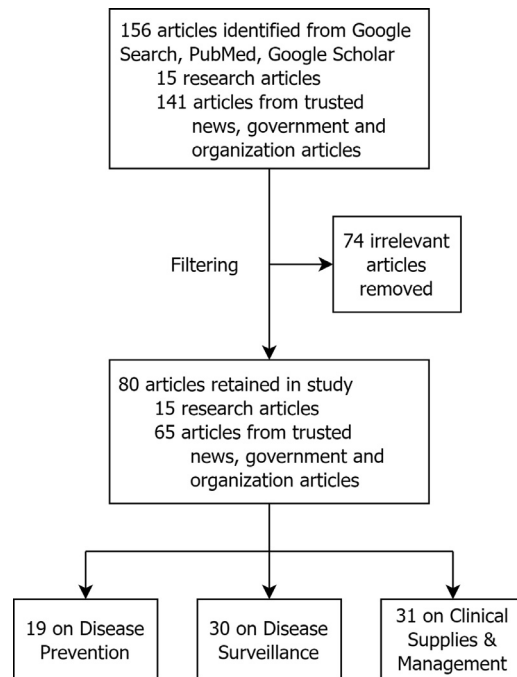 156 articles identified from Google
Search, PubMed, Google Scholar
15 research articles
141 articles from trusted
news, government and
organization articles
Filtering
74 irrelevant
articles
removed
80 articles retained in study
15 research articles
65 articles from trusted
news, government and
organization articles
19 on Disease
Prevention
30 on Disease
Surveillance
31 on Clinical
Supplies &
Management